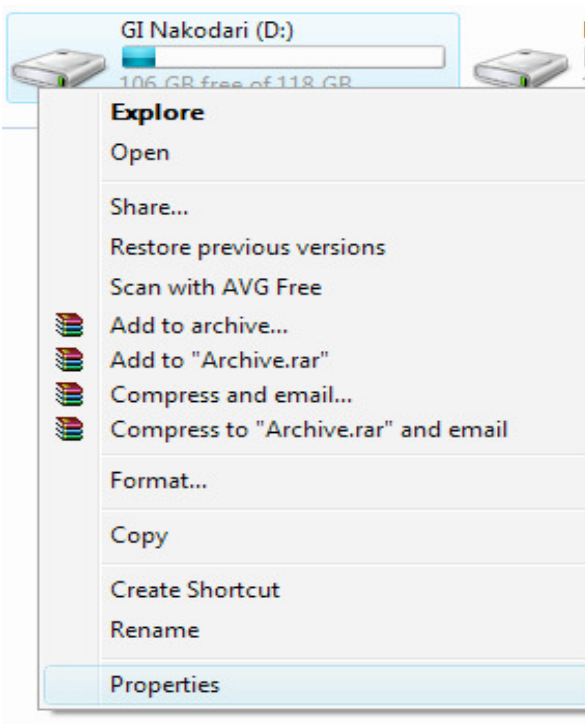 GI Nakodari (D:)
106 GB free of 118 GB
Explore
Open
Share...
Restore previous versions
Scan with AVG Free
Add to archive...
Add to "Archive.rar"
Compress and email...
Compress to "Archive.rar" and email
Format...
Copy
Create Shortcut
Rename
Properties